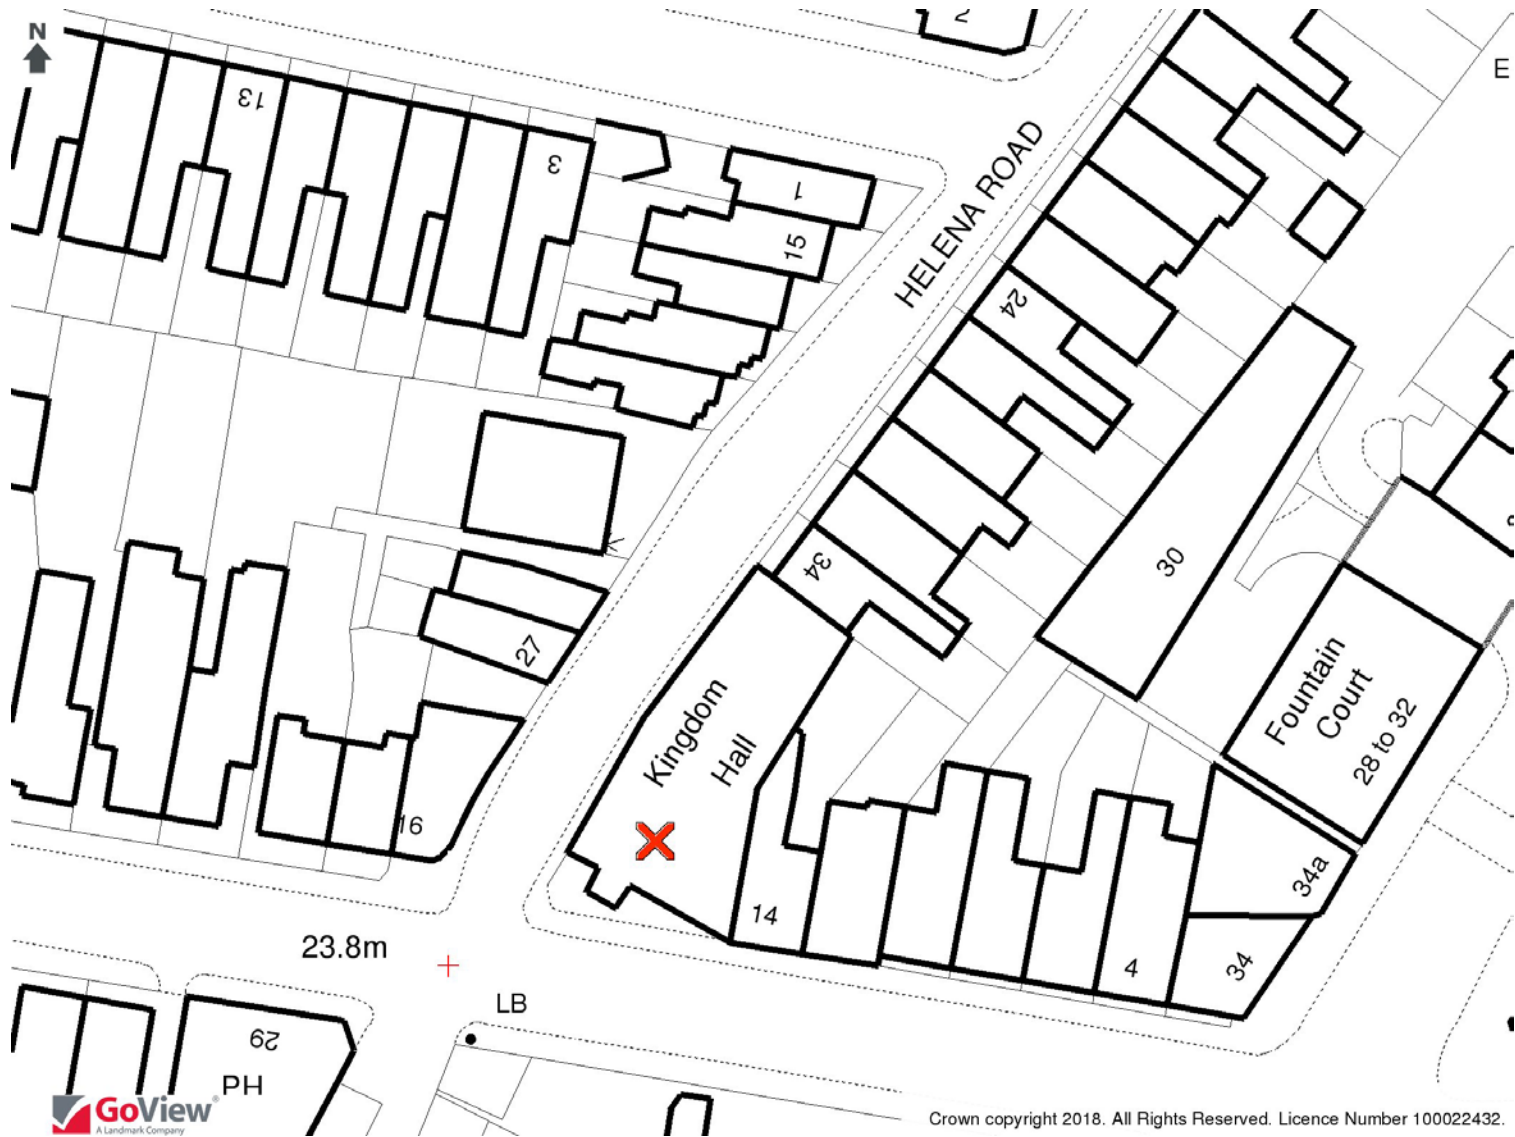 N
2
E
13
3
1
15
HELENA ROAD
24
34
30
27
Kingdom
Hall
Fountain
Court
28 to 32
16
14
4
34a
34
23.8m
LB
29
PH
GoView®
A Landmark Company
Crown copyright 2018. All Rights Reserved. Licence Number 100022432.